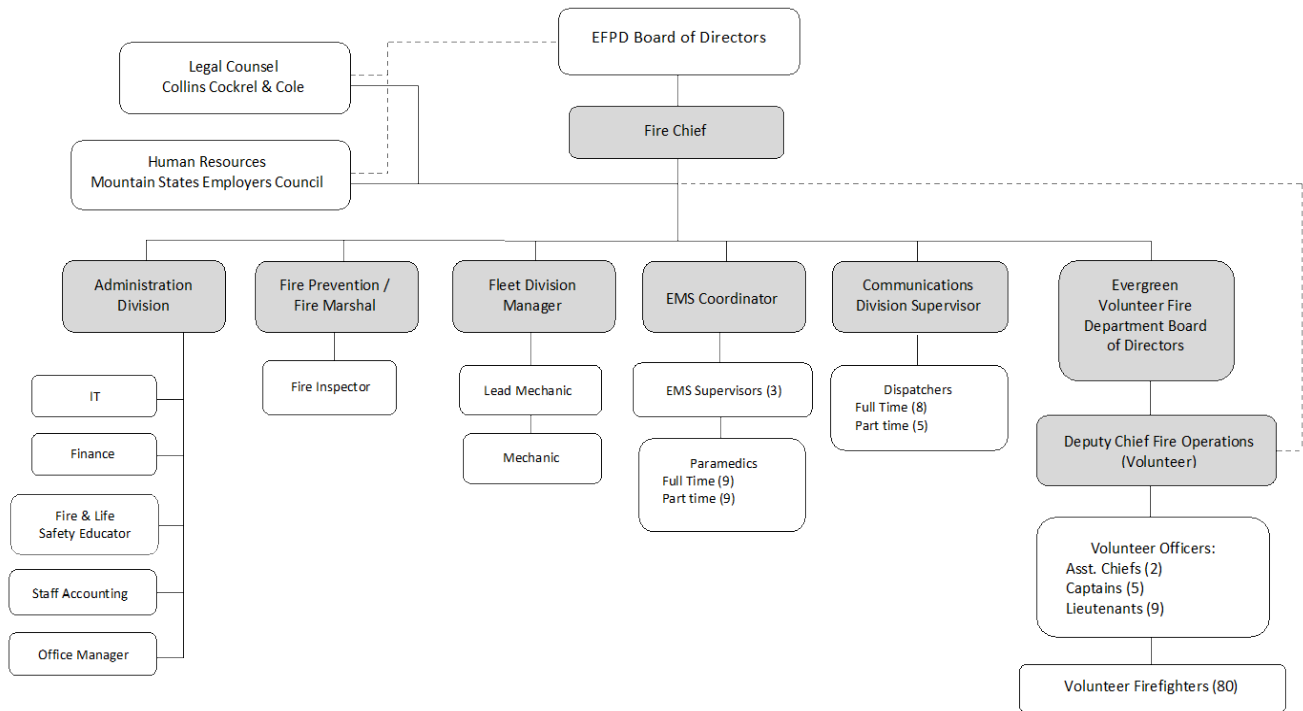 EFPD Board of Directors
Legal Counsel
Collins Cockrel & Cole
Fire Chief
Human Resources
Mountain States Employers Council
Administration
Division
Fire Prevention /
Fire Marshal
Fleet Division
Manager
EMS Coordinator
Communications
Division Supervisor
Evergreen
Volunteer Fire
Department Board
of Directors
IT
Finance
Fire & Life
Safety Educator
Staff Accounting
Office Manager
Fire Inspector
Lead Mechanic
Mechanic
EMS Supervisors (3)
Paramedics
Full Time (9)
Part time (9)
Dispatchers
Full Time (8)
Part time (5)
Deputy Chief Fire Operations
(Volunteer)
Volunteer Officers:
Asst. Chiefs (2)
Captains (5)
Lieutenants (9)
Volunteer Firefighters (80)